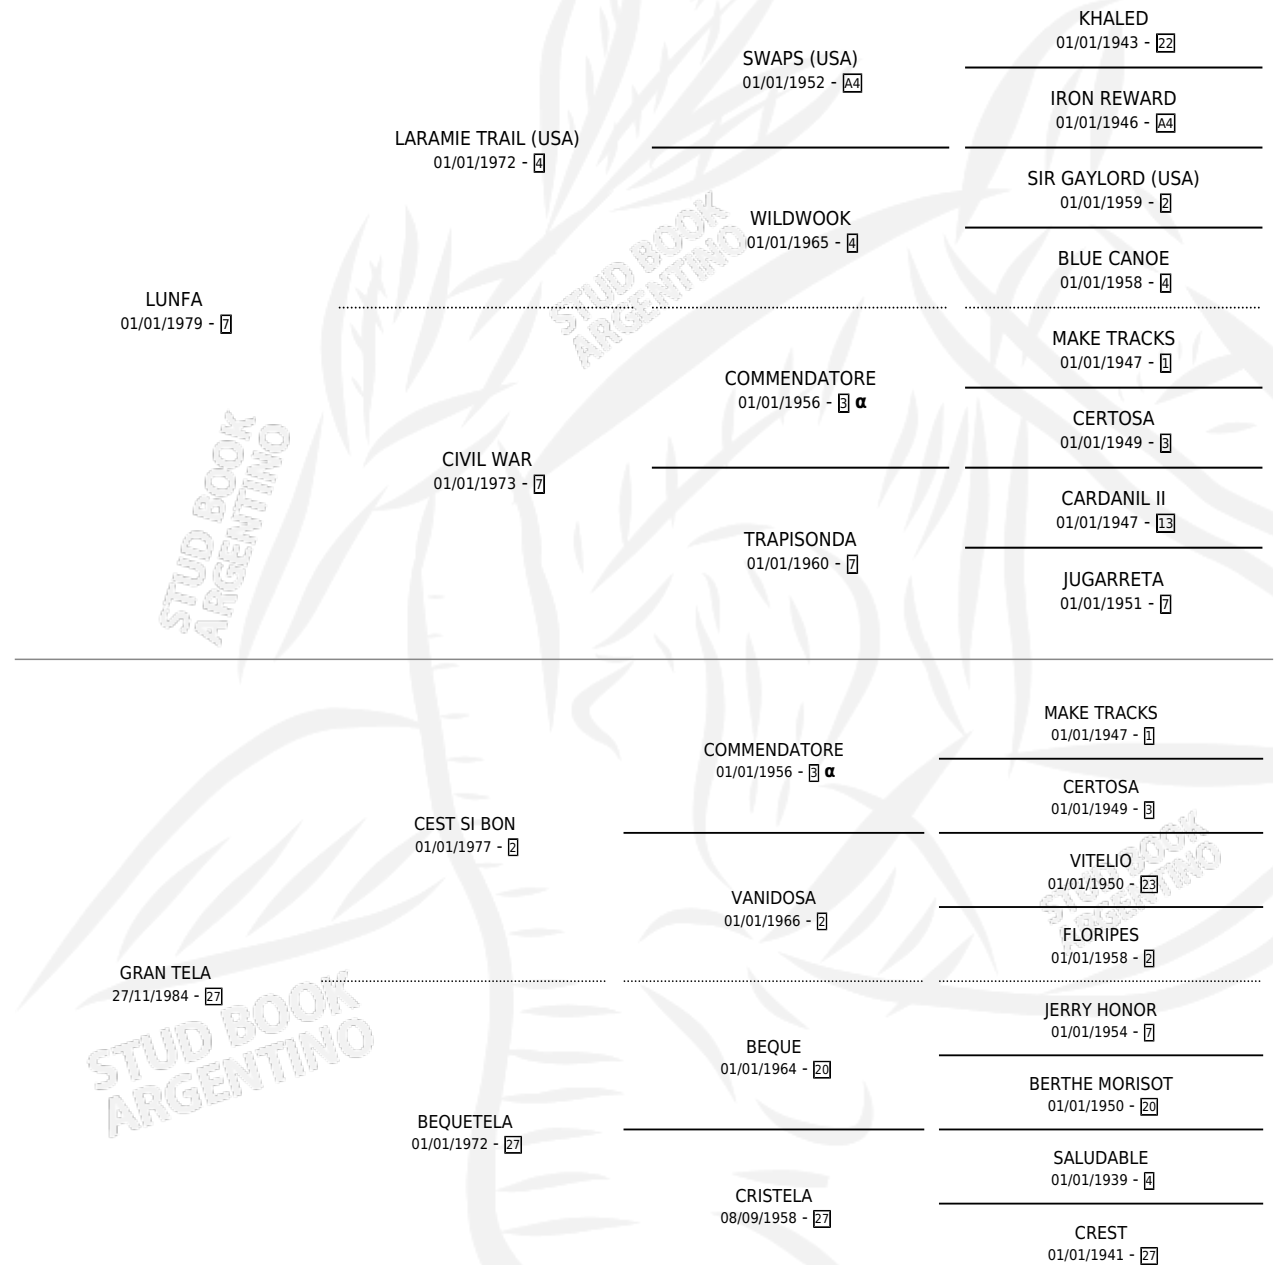 KHALED
01/01/1943 - 22
SWAPS (USA)
01/01/1952 - A4
IRON REWARD
01/01/1946 - A4
LARAMIE TRAIL (USA)
01/01/1972 - 4
SIR GAYLORD (USA)
01/01/1959 - 2
WILDWOOK
01/01/1965 - 4
BLUE CANOE
01/01/1958 - 4
LUNFA
01/01/1979 - 7
MAKE TRACKS
01/01/1947 - 1
COMMENDATORE
01/01/1956 - 3 α
CERTOSA
01/01/1949 - 3
CIVIL WAR
01/01/1973 - 7
CARDANIL II
01/01/1947 - 13
TRAPISONDA
01/01/1960 - 7
JUGARRETA
01/01/1951 - 7
MAKE TRACKS
01/01/1947 - 1
COMMENDATORE
01/01/1956 - 3 α
CERTOSA
01/01/1949 - 3
CEST SI BON
01/01/1977 - 2
VITELIO
01/01/1950 - 23
VANIDOSA
01/01/1966 - 2
FLORIPES
01/01/1958 - 2
GRAN TELA
27/11/1984 - 27
JERRY HONOR
01/01/1954 - 7
BEQUE
01/01/1964 - 20
BERTHE MORISOT
01/01/1950 - 20
BEQUETELA
01/01/1972 - 27
SALUDABLE
01/01/1939 - 4
CRISTELA
08/09/1958 - 27
CREST
01/01/1941 - 27
STUD BOOK
ARGENTINO
STUD BOOK
ARGENTINO
STUD BOOK
ARGENTINO
STUD BOOK
ARGENTINO